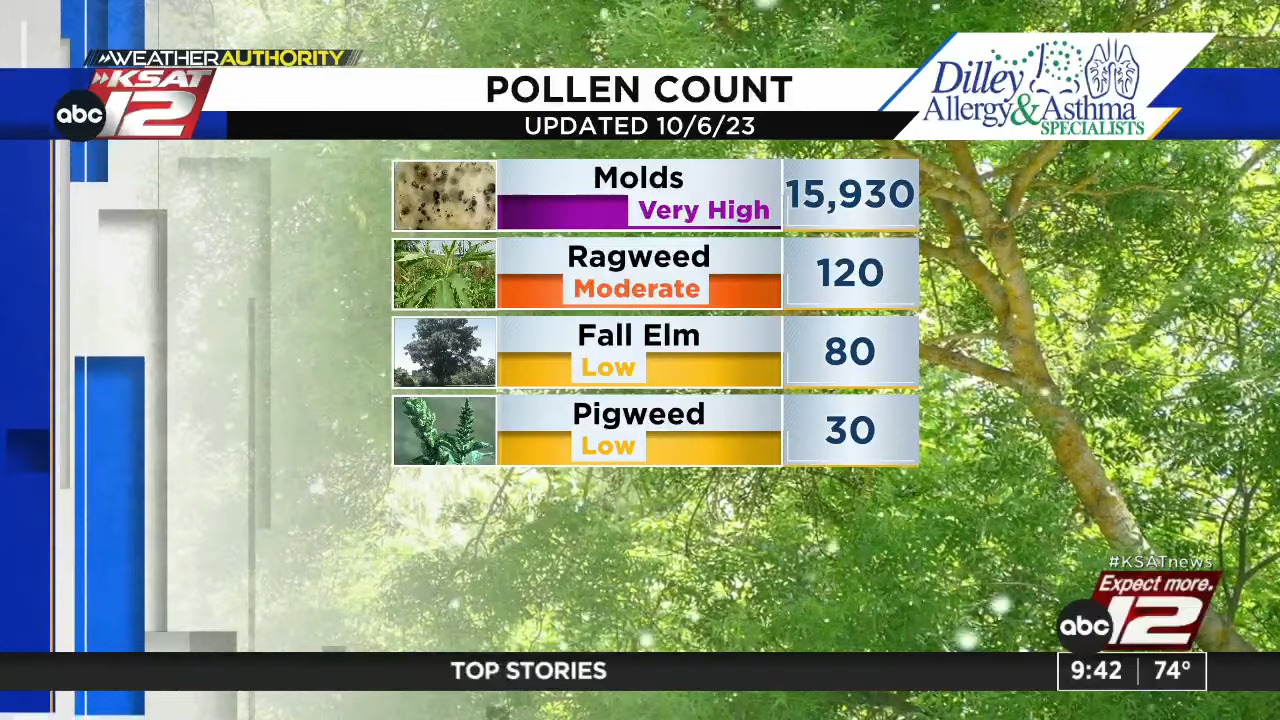 WEATHERAUTHORITY
KSAT
abc 12
POLLEN COUNT
UPDATED 10/6/23
Dilley
Allergy&Asthma
SPECIALISTS
Molds
Very High
15,930
Ragweed
Moderate
120
Fall Elm
Low
80
Pigweed
Low
30
#KSATnews
Expect more.
abc 12
TOP STORIES
9:42 74°